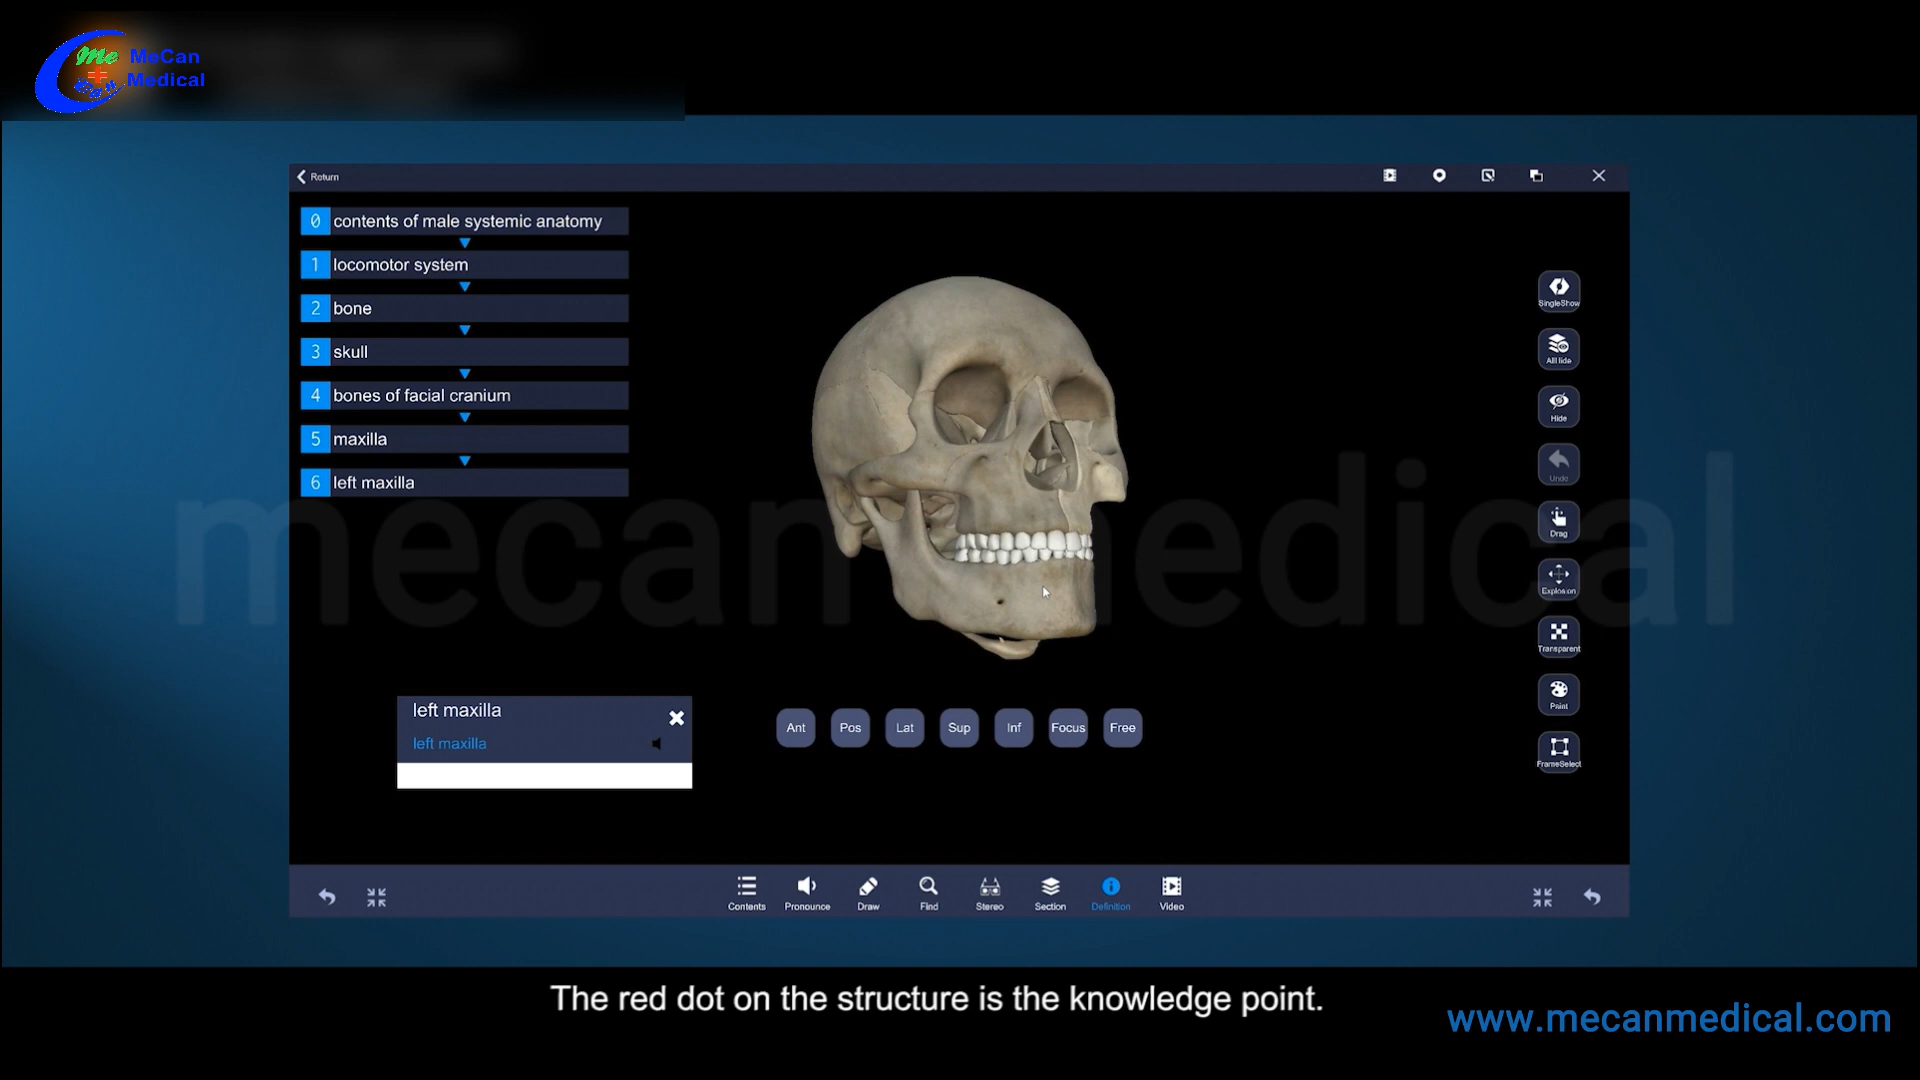 Me
MeCan
Medical
Return
0 contents of male systemic anatomy
1 locomotor system
2 bone
3 skull
4 bones of facial cranium
5 maxilla
6 left maxilla
mecanmedical
SingleShow
Hide
Undo
Drag
Explosion
Transparent
Paint
FrameSelect
left maxilla
left maxilla
Ant Pos Lat Sup Inf Focus Free
Contents Pronounce Draw Find Stereo Section Definition Video
The red dot on the structure is the knowledge point.
www.mecanmedical.com